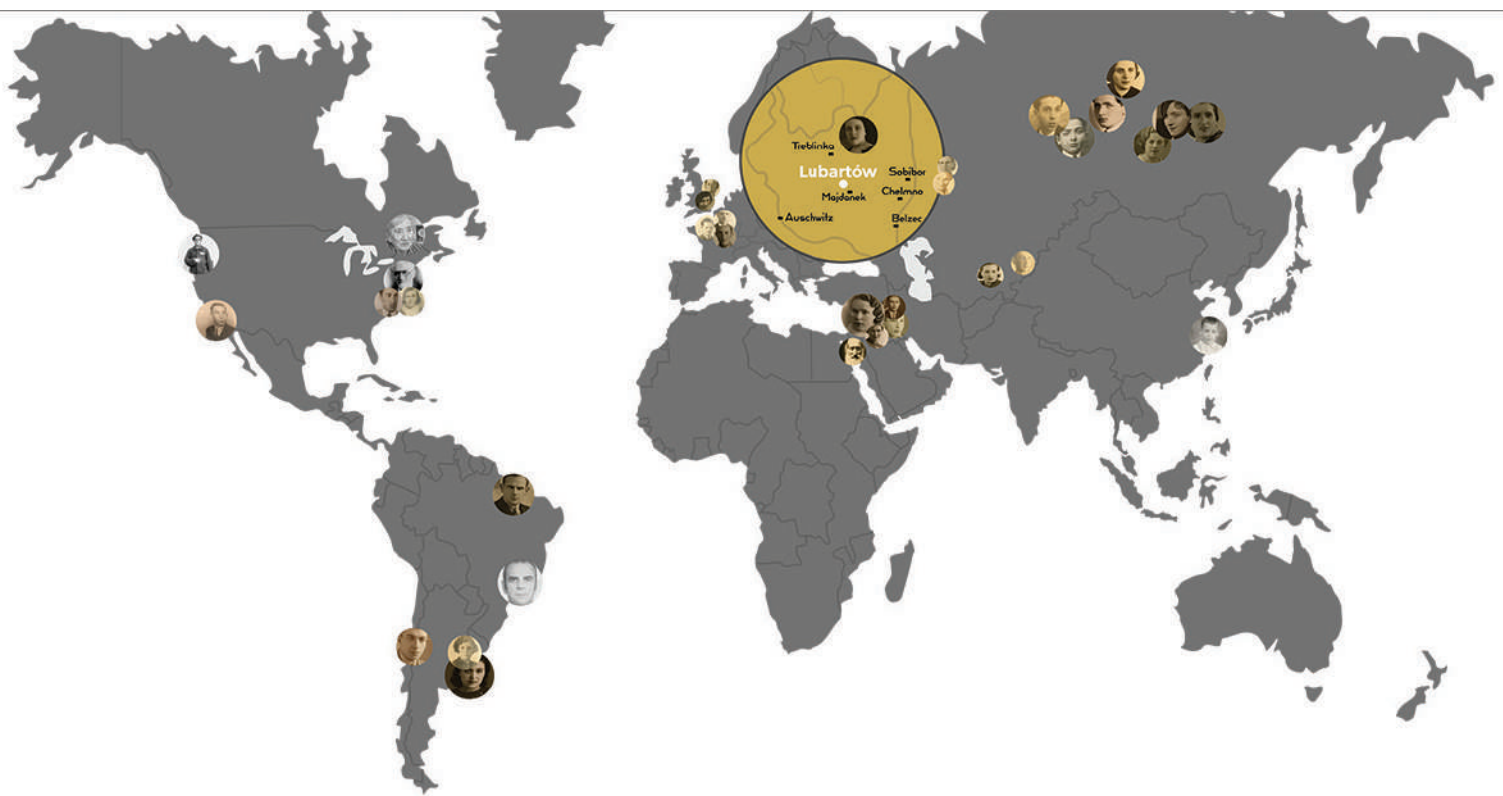 Treblinka
Lubartów
Sobibor
Majdanek
Chelmno
Auschwitz
Belzec